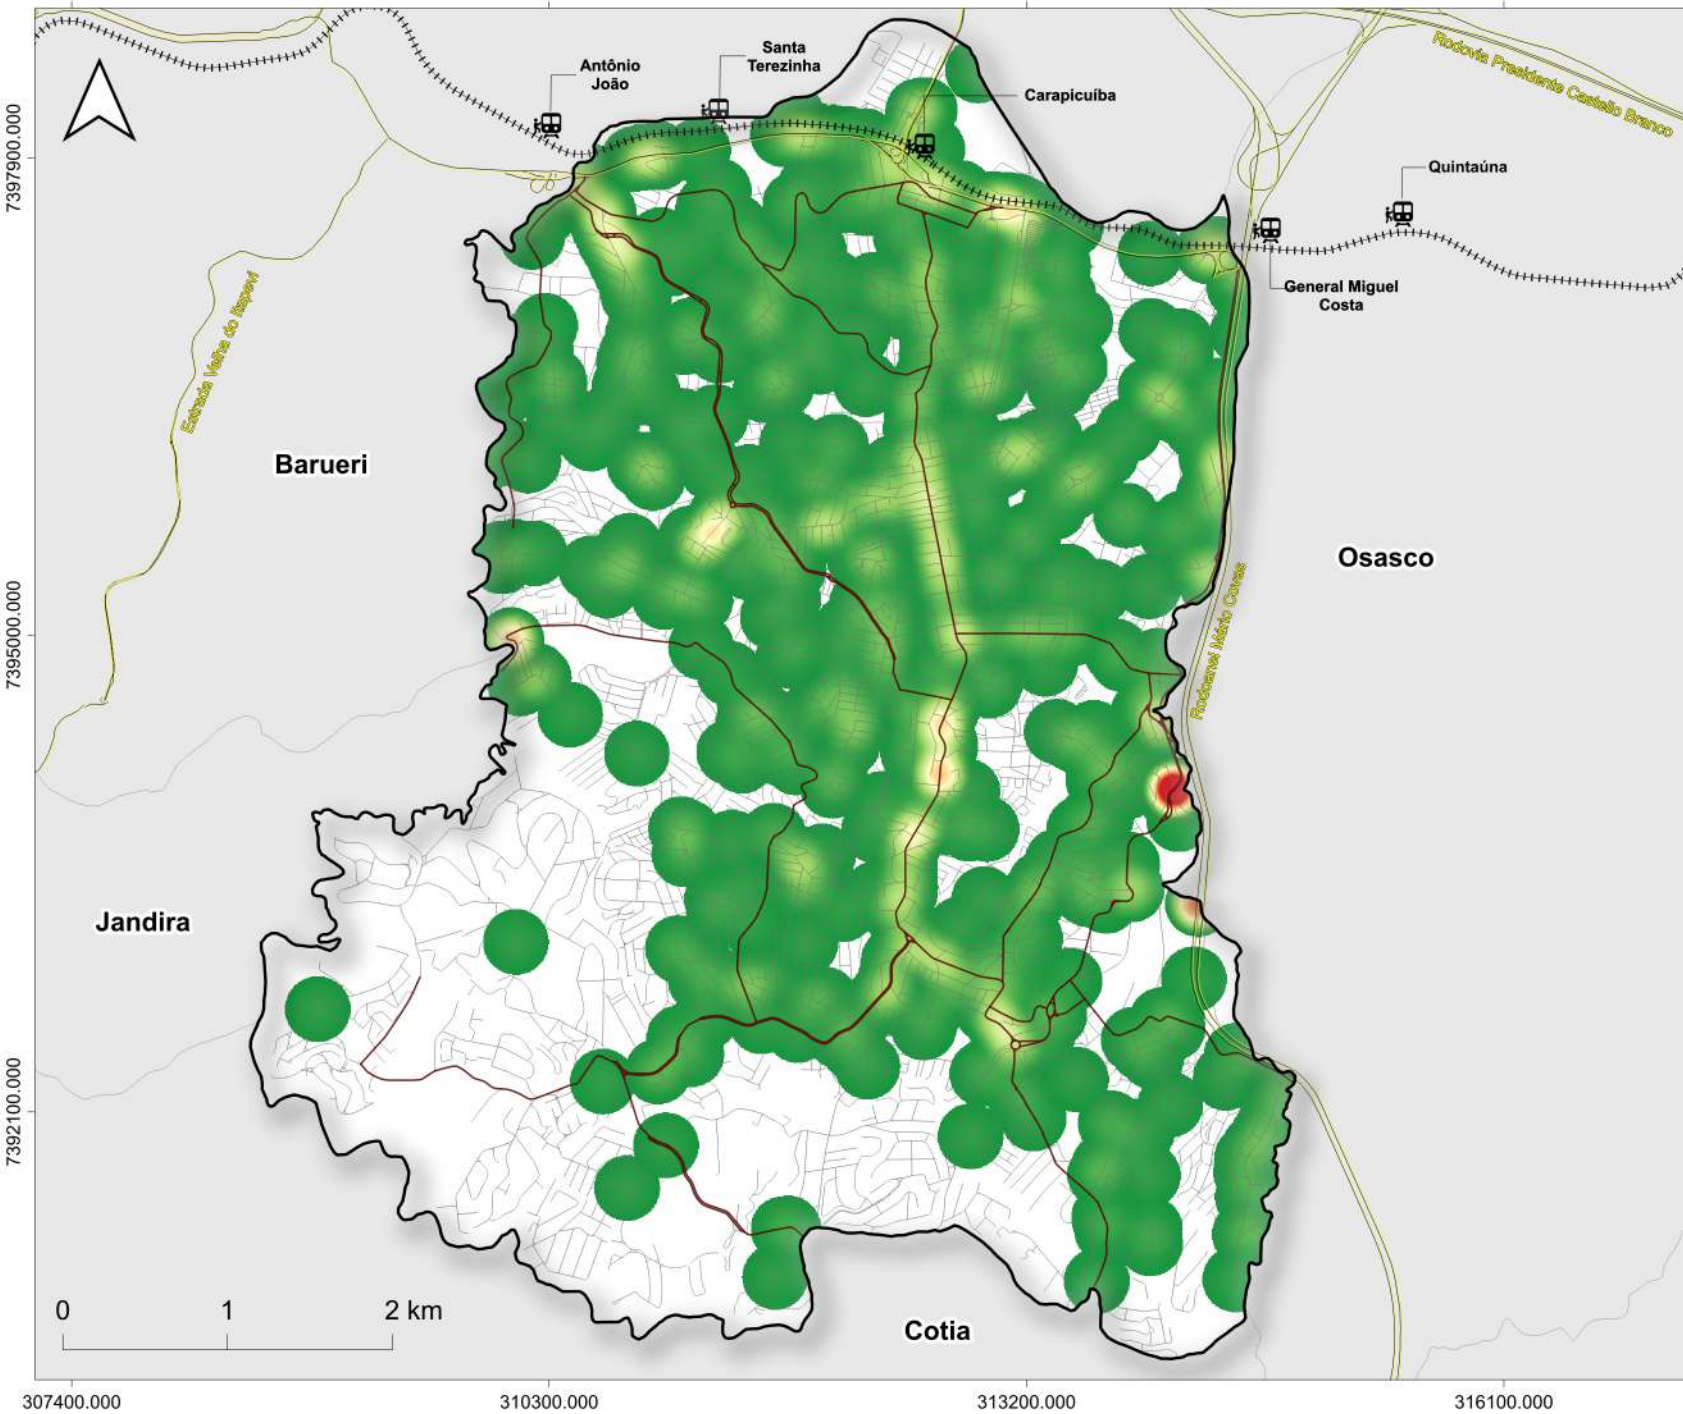 Santa
Terezinha
Antônio
João
Carapicuíba
Rodovia Presidente Castello Branco
Quintaúna
General Miguel
Costa
Estrada Velha do Itapevi
Barueri
Osasco
Rodoanel Mário Covas
Jandira
Cotia
7397900.000
7395000.000
7392100.000
0 1 2 km
307400.000 310300.000 313200.000 316100.000